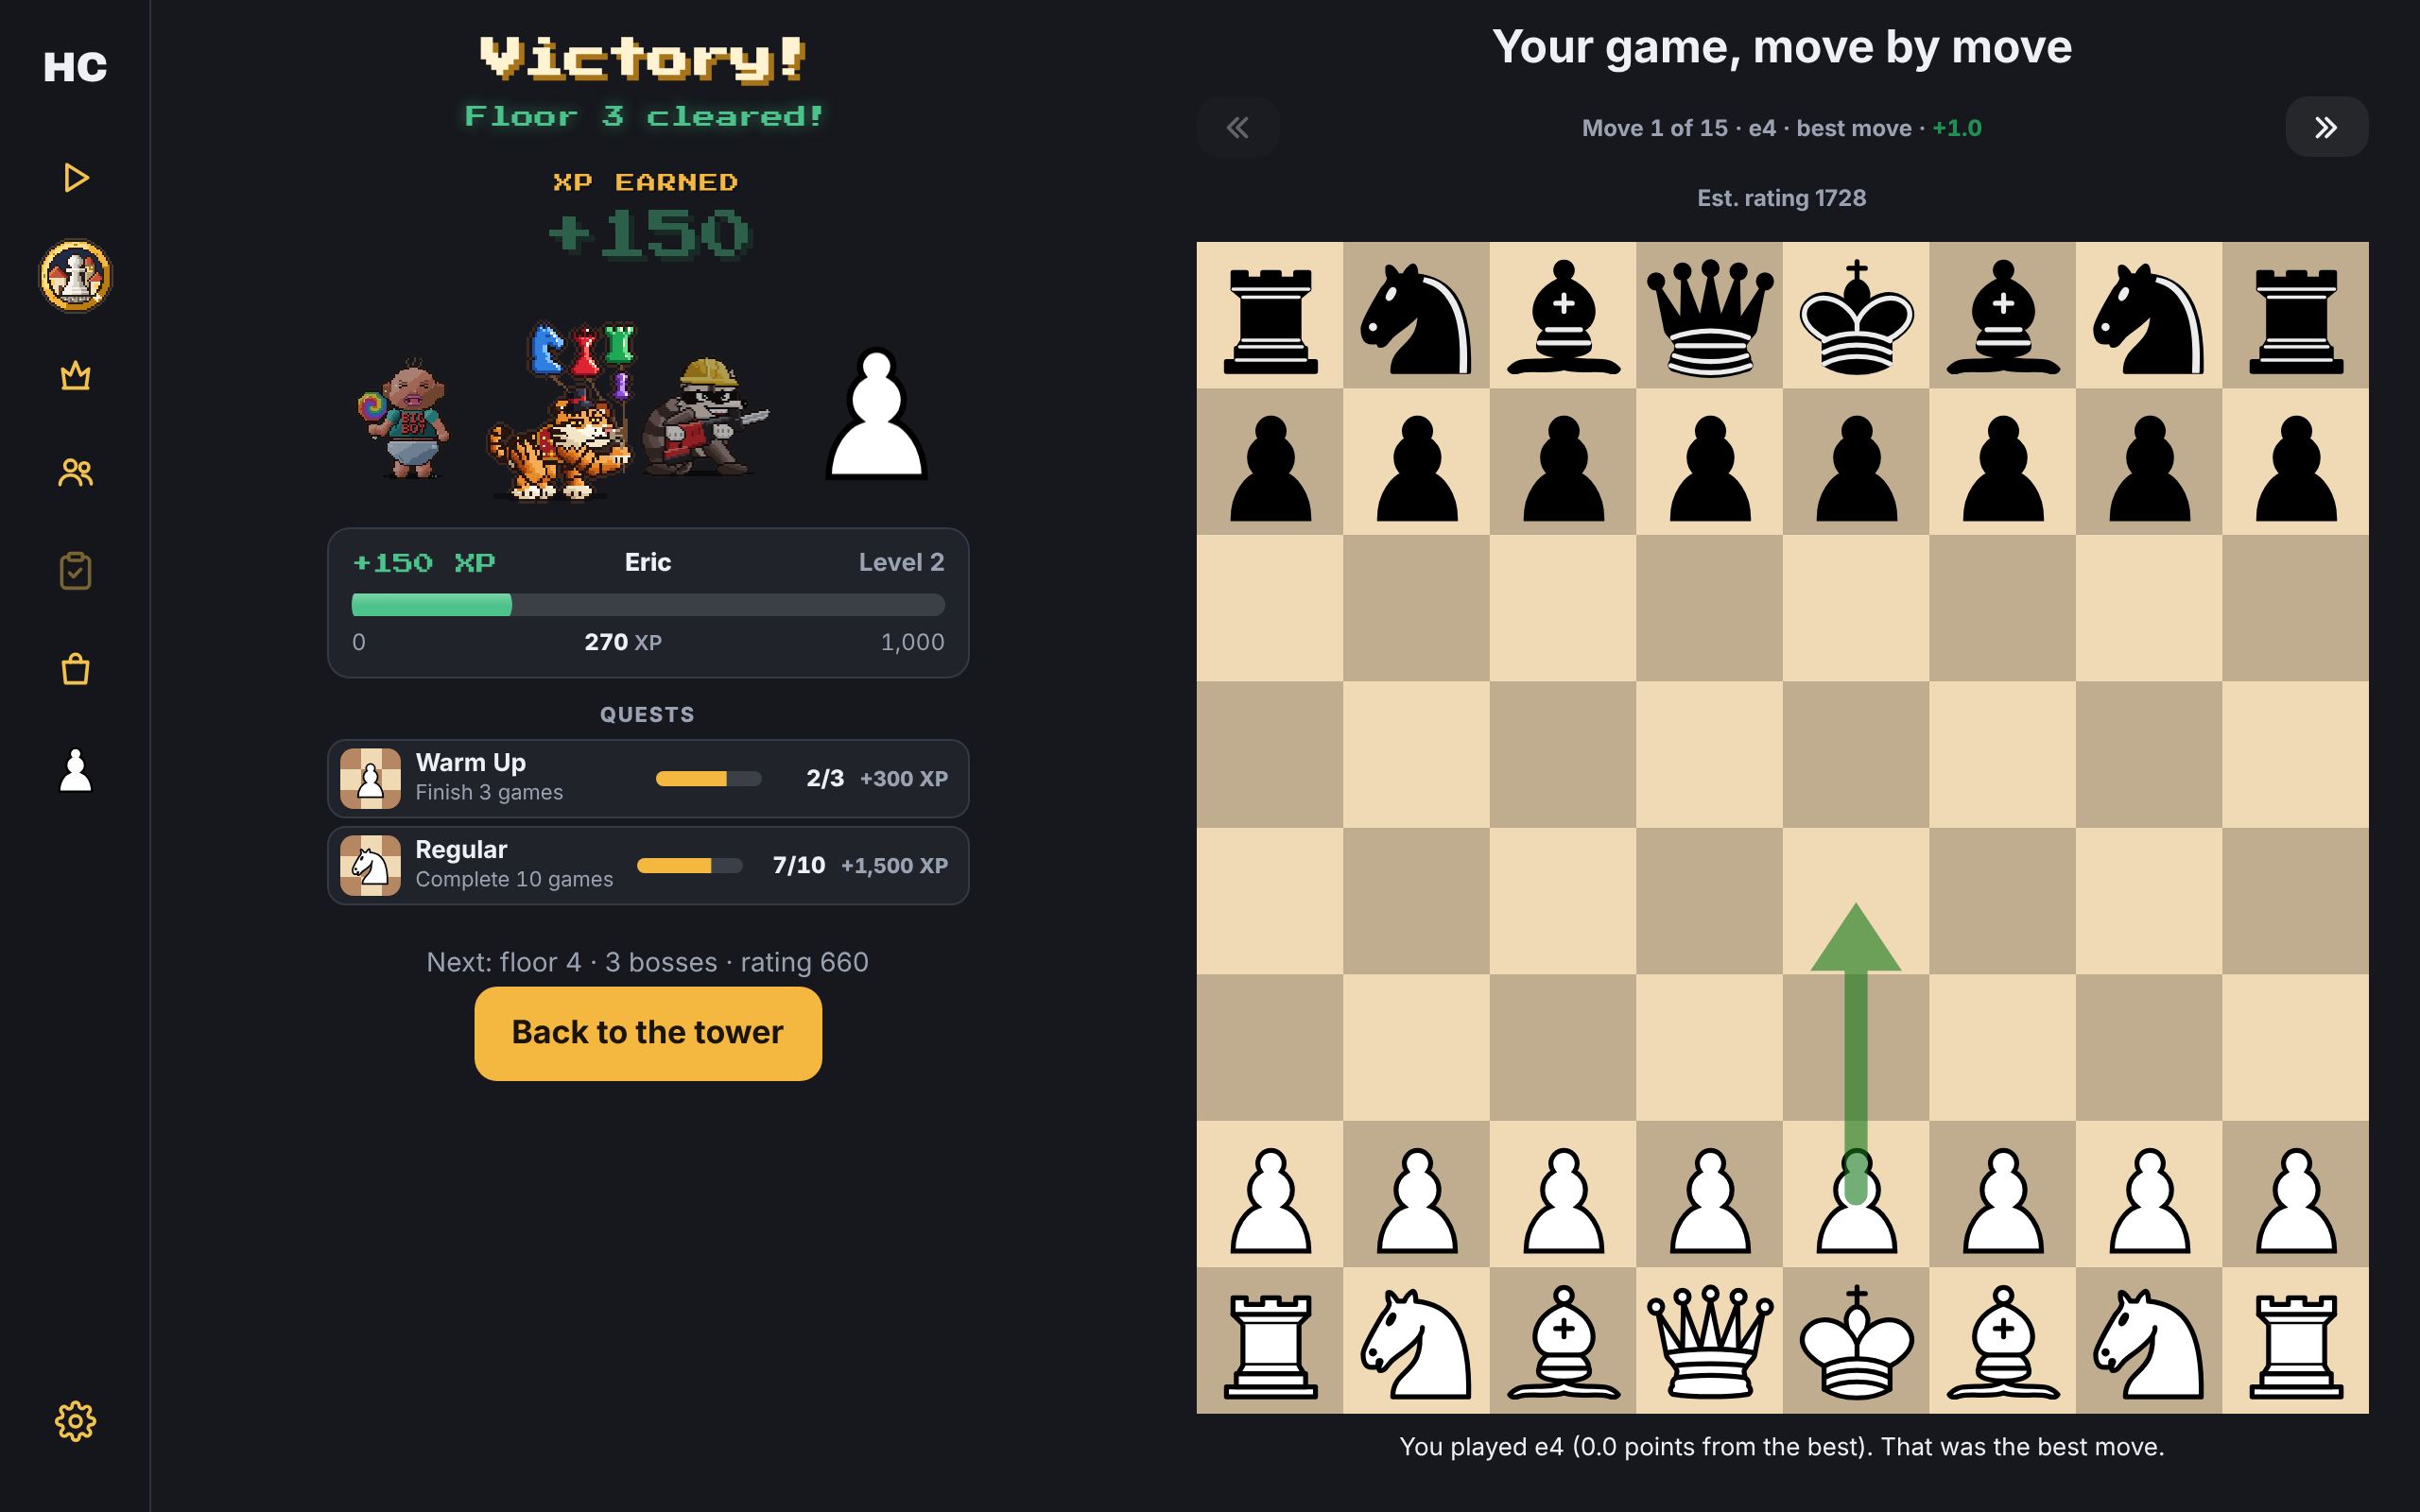 HC
Victory!
Floor 3 cleared!
XP EARNED
+150
BIG
BOY
+150 XP Eric Level 2
0 270 XP 1,000
QUESTS
Warm Up
Finish 3 games
2/3 +300 XP
Regular
Complete 10 games
7/10 +1,500 XP
Next: floor 4 · 3 bosses · rating 660
Back to the tower
Your game, move by move
Move 1 of 15 · e4 · best move · +1.0
Est. rating 1728
You played e4 (0.0 points from the best). That was the best move.